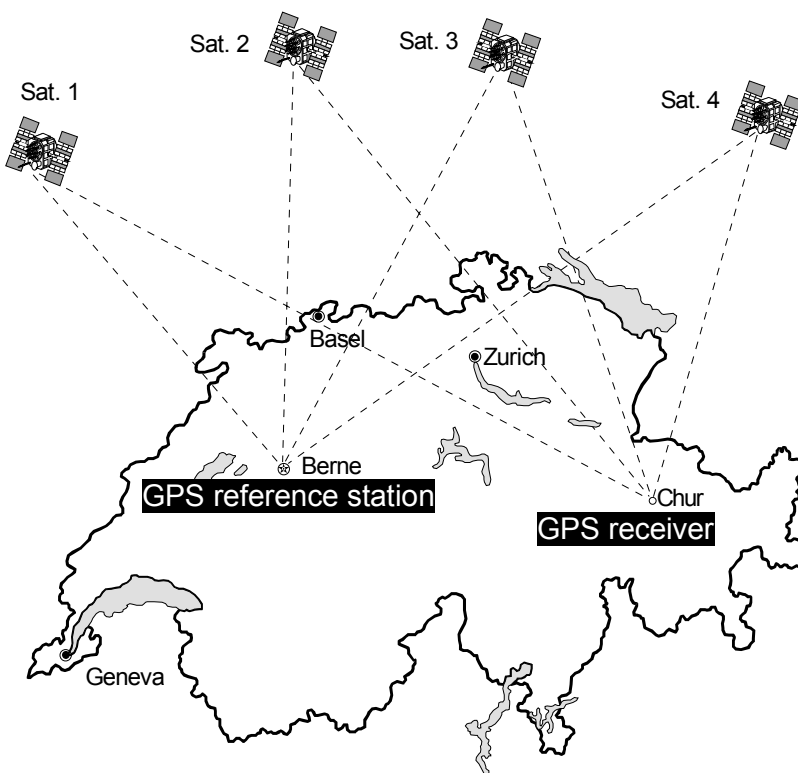 Sat. 2
Sat. 3
Sat. 1
Sat. 4
Basel
Zurich
Berne
GPS reference station
Chur
GPS receiver
Geneva